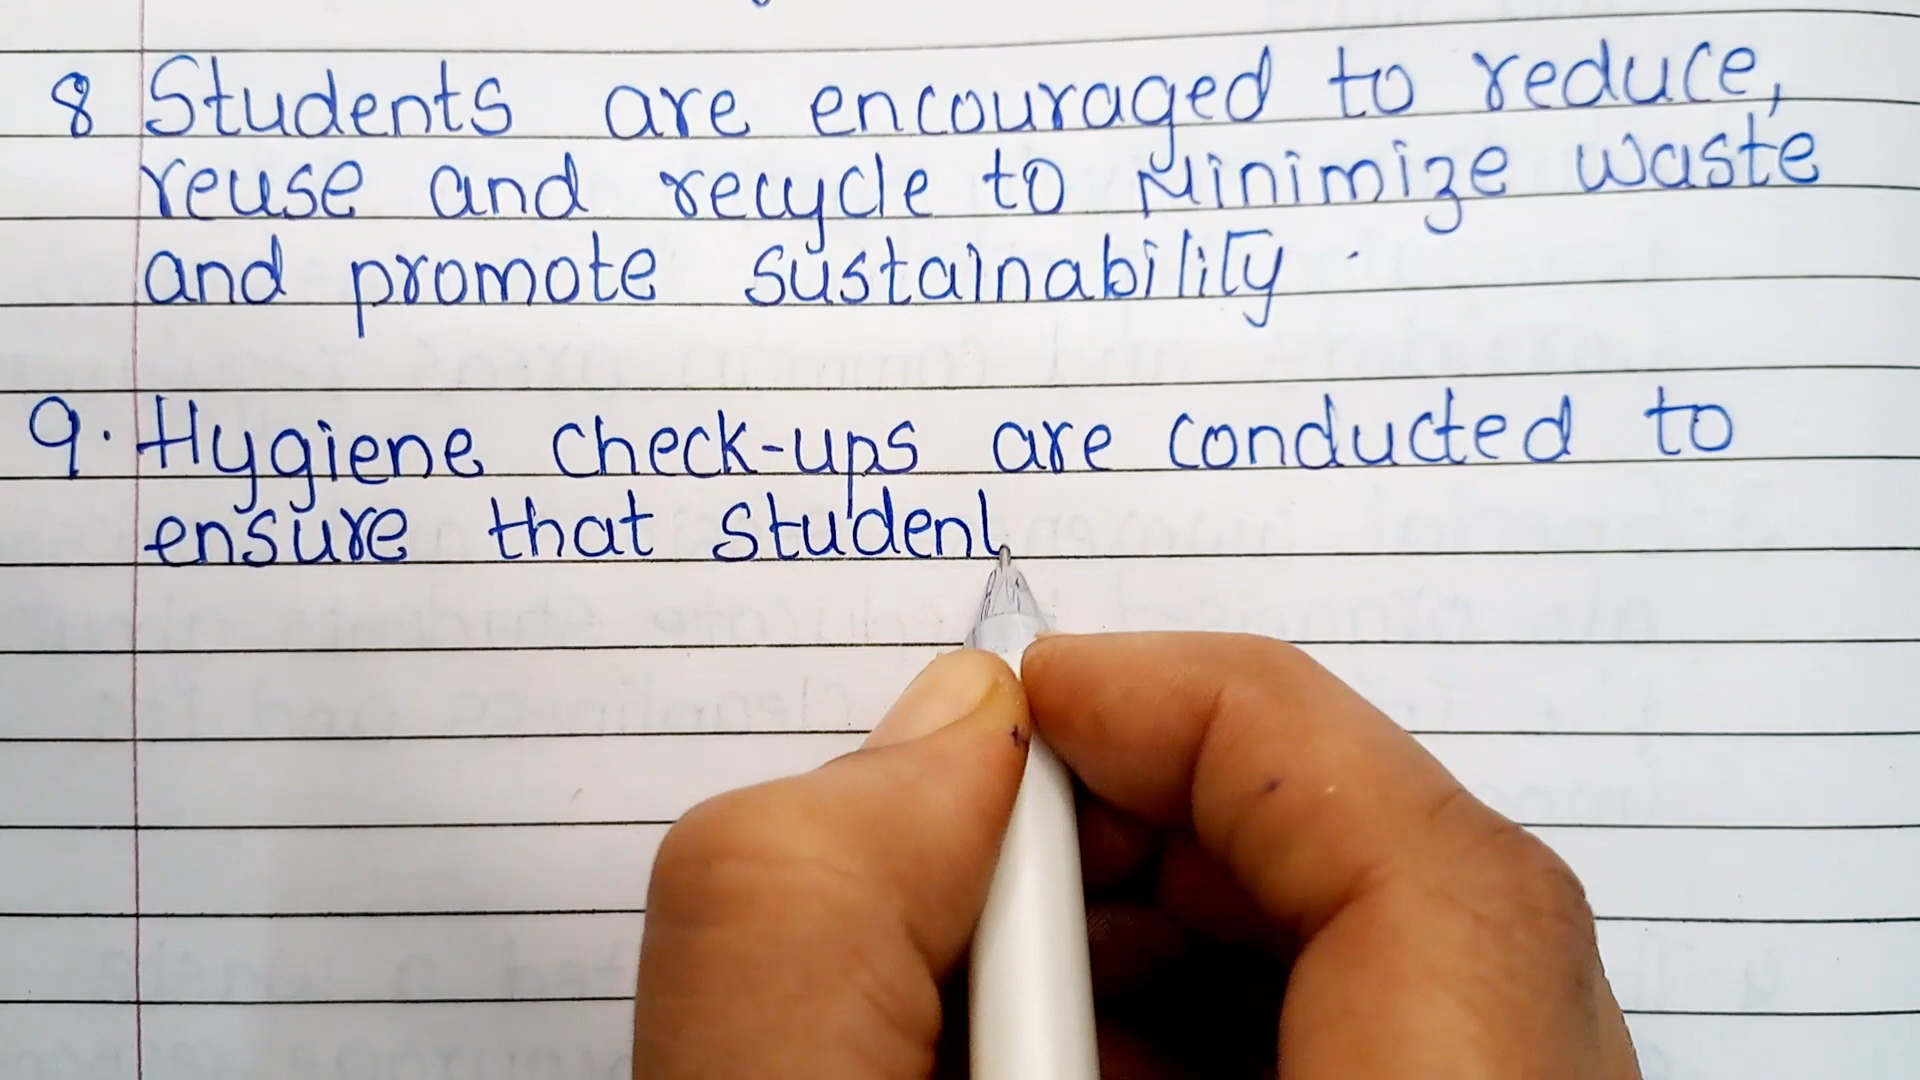 8 Students are encouraged to reduce,
reuse and recycle to Minimize waste
and promote sustainability.
9. Hygiene check-ups are conducted to
ensure that student